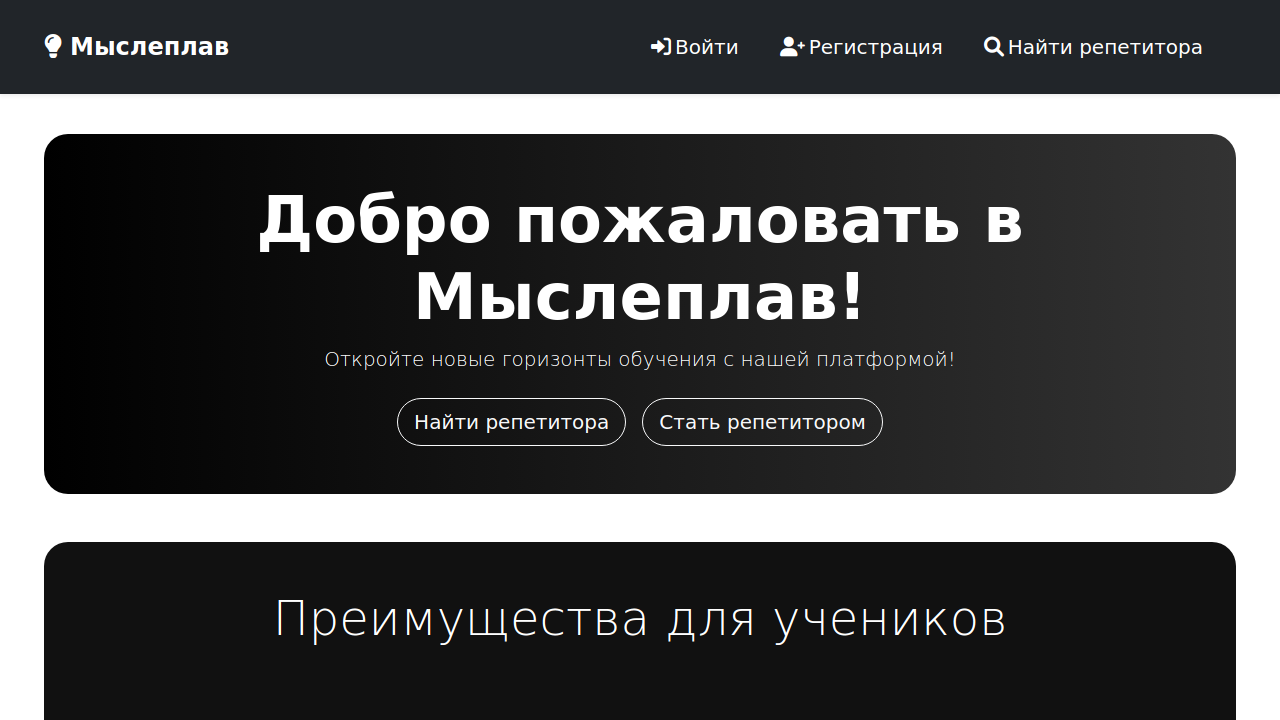 Мыслеплав
Войти
Регистрация
Найти репетитора
Добро пожаловать в
Мыслеплав!
Откройте новые горизонты обучения с нашей платформой!
Найти репетитора
Стать репетитором
Преимущества для учеников